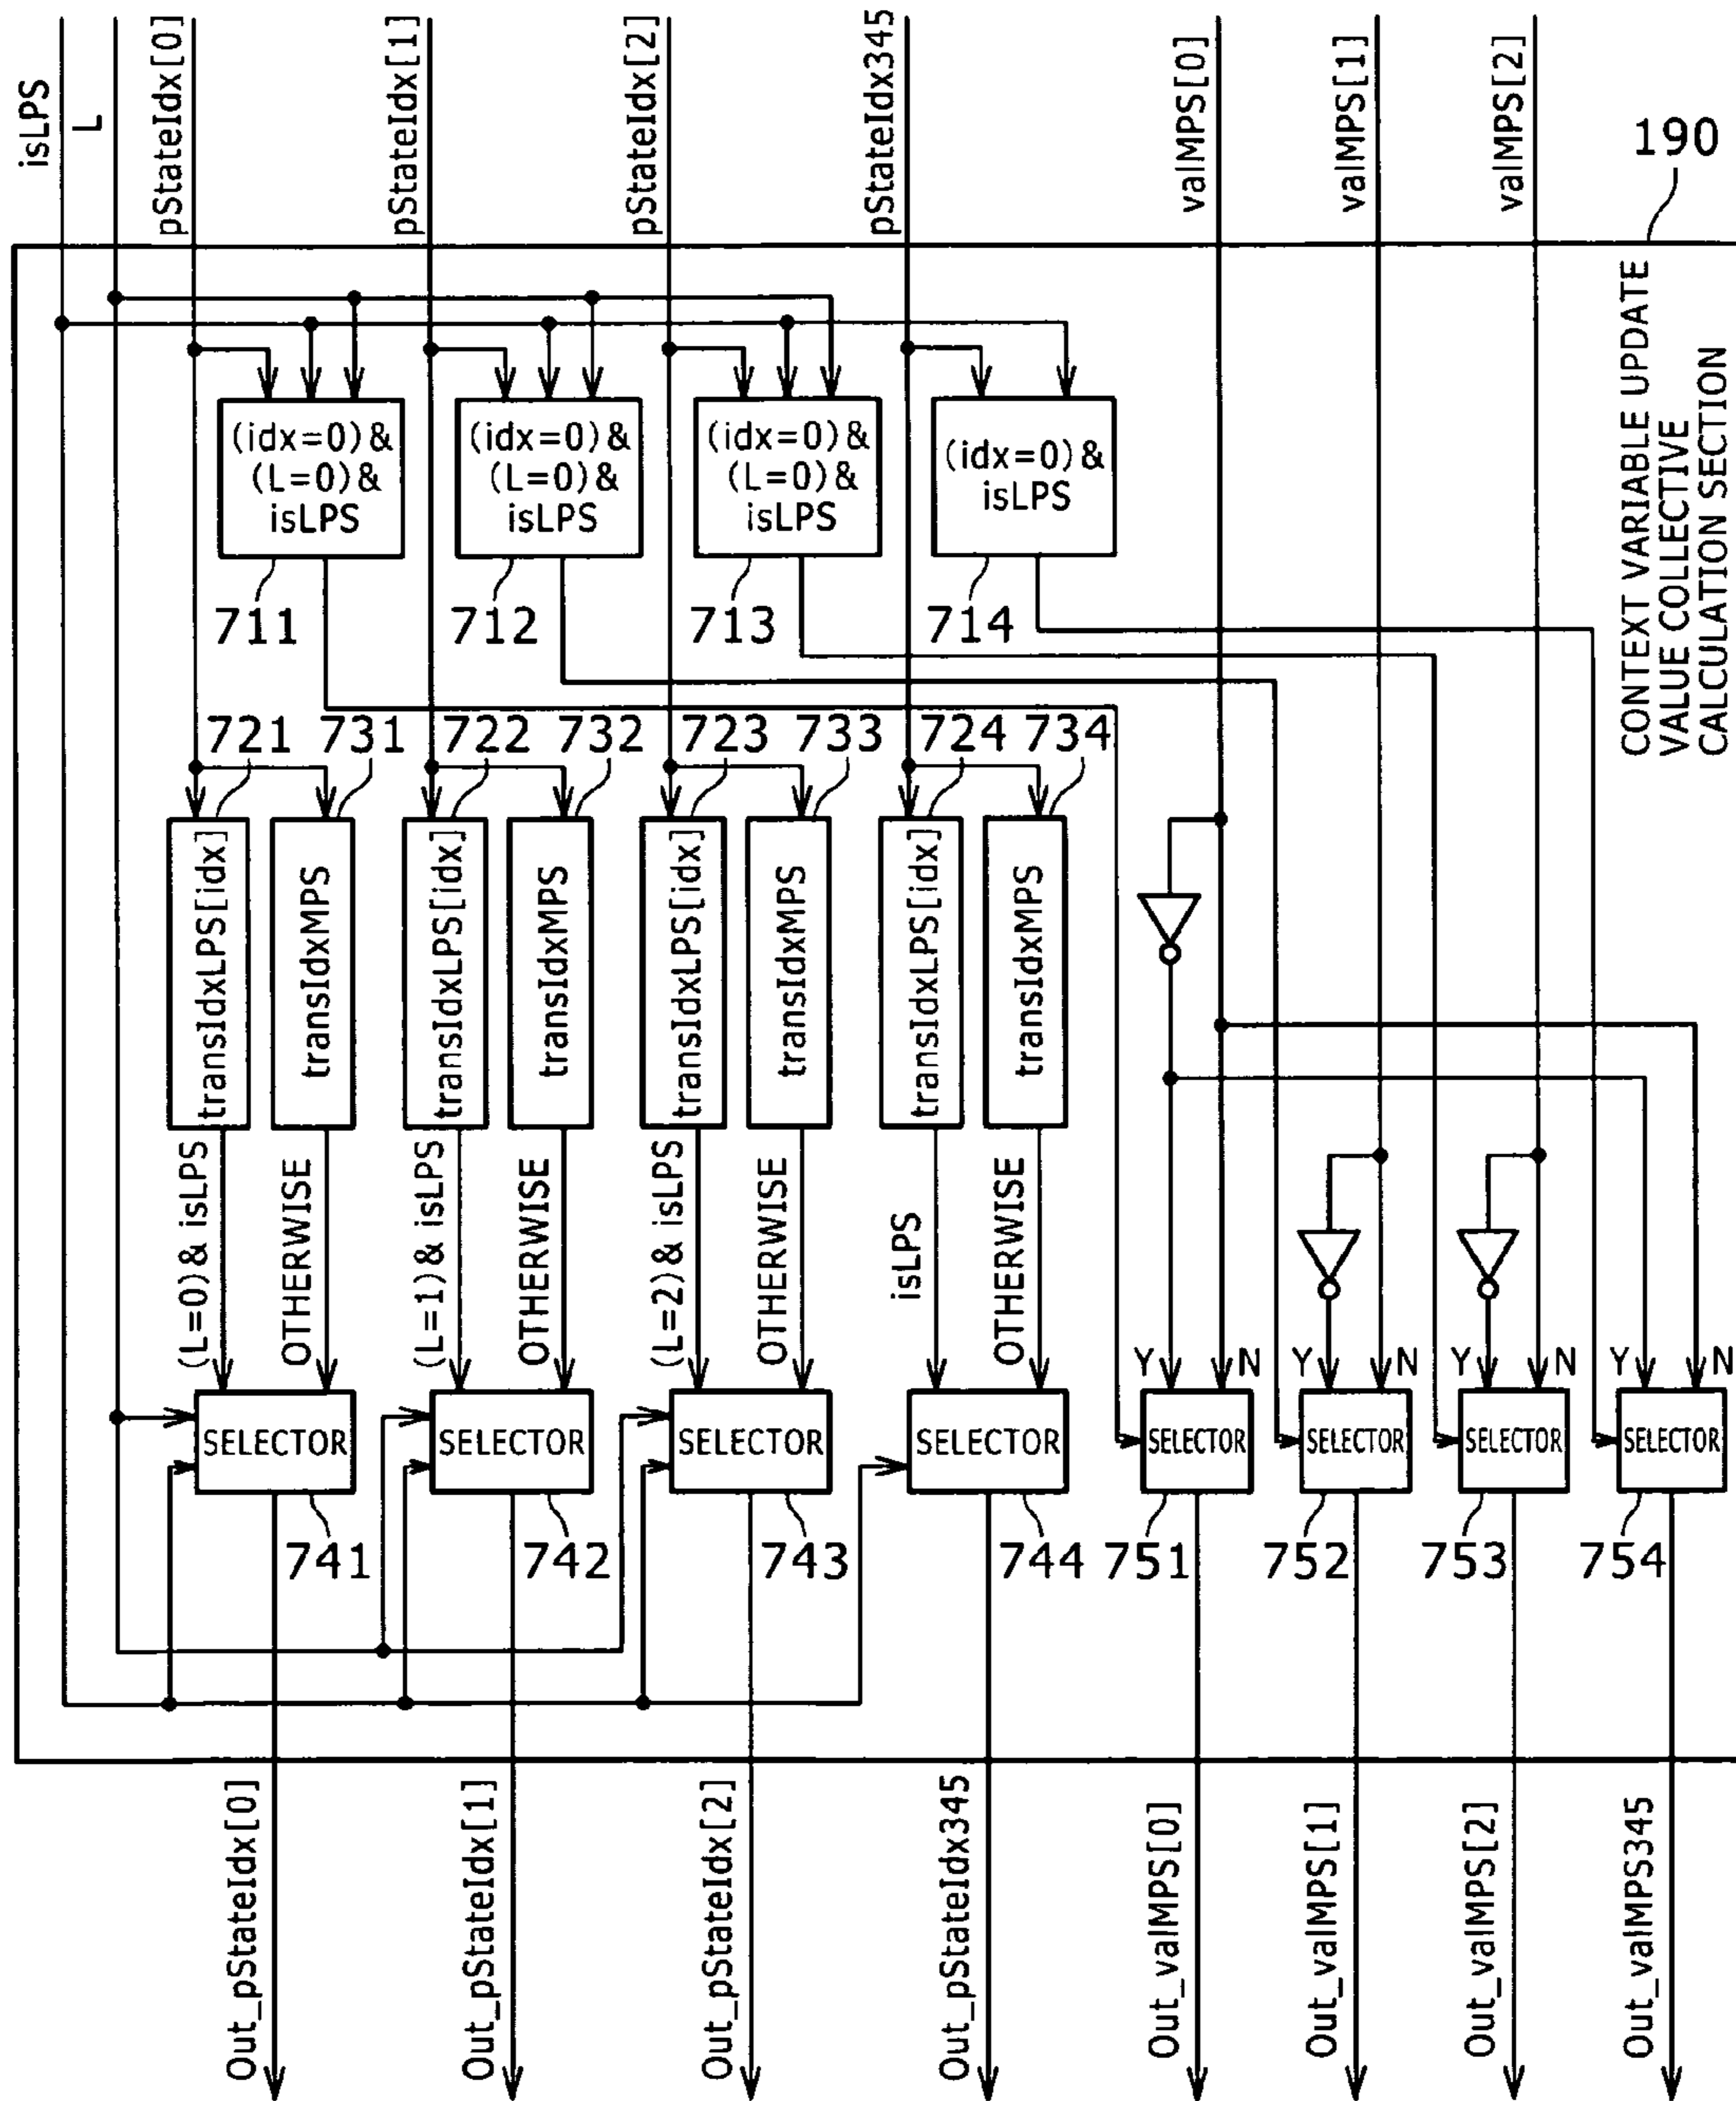 isLPS
L
pStateIdx[0]
pStateIdx[1]
pStateIdx[2]
pStateIdx345
valMPS[0]
valMPS[1]
valMPS[2]
190
CONTEXT VARIABLE UPDATE
VALUE COLLECTIVE
CALCULATION SECTION
(idx=0)&
(L=0)&
isLPS
(idx=0)&
(L=0)&
isLPS
(idx=0)&
(L=0)&
isLPS
(idx=0)&
isLPS
711
712
713
714
721
731
722
732
723
733
724
734
transIdxLPS[idx]
transIdxMPS
transIdxLPS[idx]
transIdxMPS
transIdxLPS[idx]
transIdxMPS
transIdxLPS[idx]
transIdxMPS
(L=0)& isLPS
OTHERWISE
(L=1)& isLPS
OTHERWISE
(L=2)& isLPS
OTHERWISE
isLPS
OTHERWISE
Y
N
Y
N
Y
N
Y
N
SELECTOR
SELECTOR
SELECTOR
SELECTOR
SELECTOR
SELECTOR
SELECTOR
SELECTOR
741
742
743
744
751
752
753
754
Out_pStateIdx[0]
Out_pStateIdx[1]
Out_pStateIdx[2]
Out_pStateIdx345
Out_valMPS[0]
Out_valMPS[1]
Out_valMPS[2]
Out_valMPS345